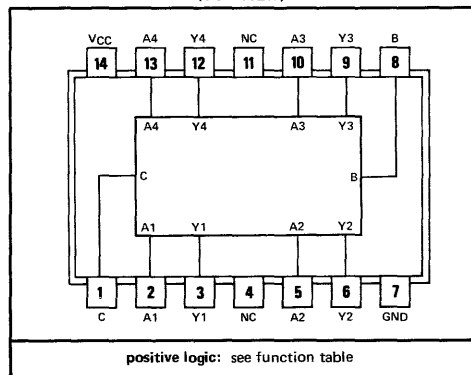 VCC A4 Y4 NC A3 Y3 B
14 13 12 11 10 9 8
A4 Y4 A3 Y3
C B
A1 Y1 A2 Y2
1 2 3 4 5 6 7
C A1 Y1 NC A2 Y2 GND
positive logic: see function table